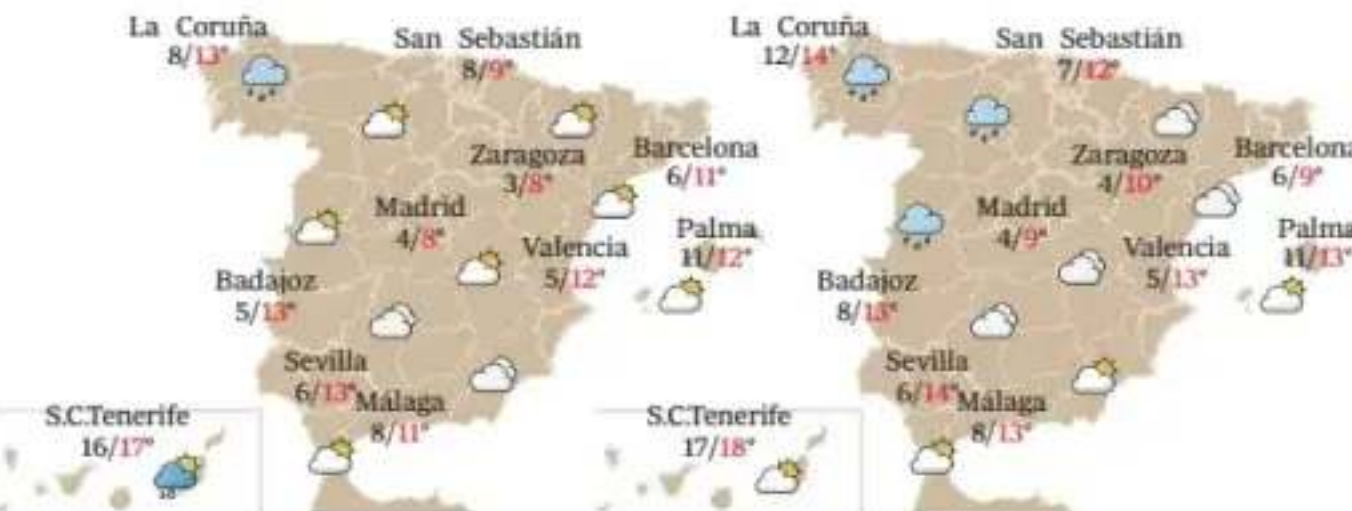 La Coruña
8/13°
San Sebastián
8/9°
Zaragoza
3/8°
Barcelona
6/11°
Madrid
4/8°
Valencia
5/12°
Palma
11/12°
Badajoz
5/13°
Sevilla
6/13°
Málaga
8/11°
S.C.Tenerife
16/17°
La Coruña
12/14°
San Sebastián
7/12°
Zaragoza
4/10°
Barcelona
6/9°
Madrid
4/9°
Valencia
5/13°
Palma
11/13°
Badajoz
8/13°
Sevilla
6/14°
Málaga
8/13°
S.C.Tenerife
17/18°